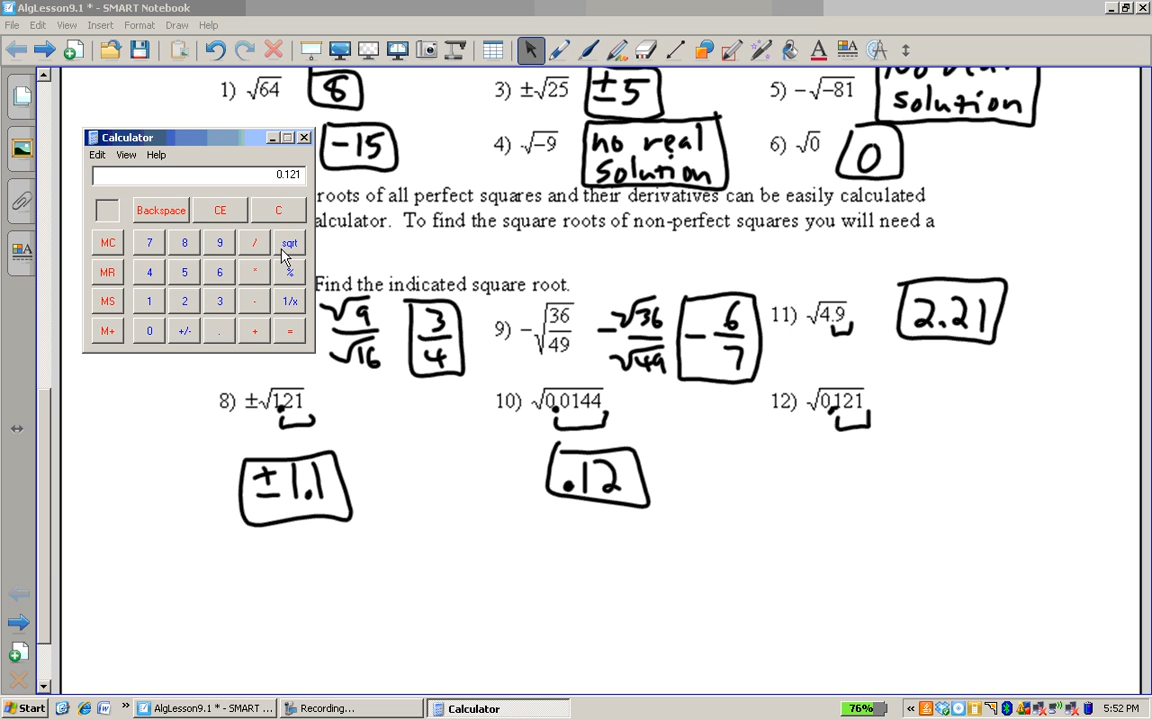 AlgLesson9.1 * - SMART Notebook
File Edit View Insert Format Draw Help
1) √64 8 3) ±√25 ±5 5) -√-81 no real solution
-15 4) √-9 no real solution 6) √0 0
Calculator
Edit View Help
0.121
Backspace CE C
MC 7 8 9 / sqrt
MR 4 5 6 * %
MS 1 2 3 - 1/x
M+ 0 +/- . + =
roots of all perfect squares and their derivatives can be easily calculated
alculator. To find the square roots of non-perfect squares you will need a
Find the indicated square root.
√9/√16 3/4 9) -√36/49 -√36/√49 -6/7 11) √4.9 2.21
8) ±√1.21 10) √0.0144 12) √0.121
±1.1 .12
Start AlgLesson9.1 * - SMART ... Recording... Calculator 76% 5:52 PM